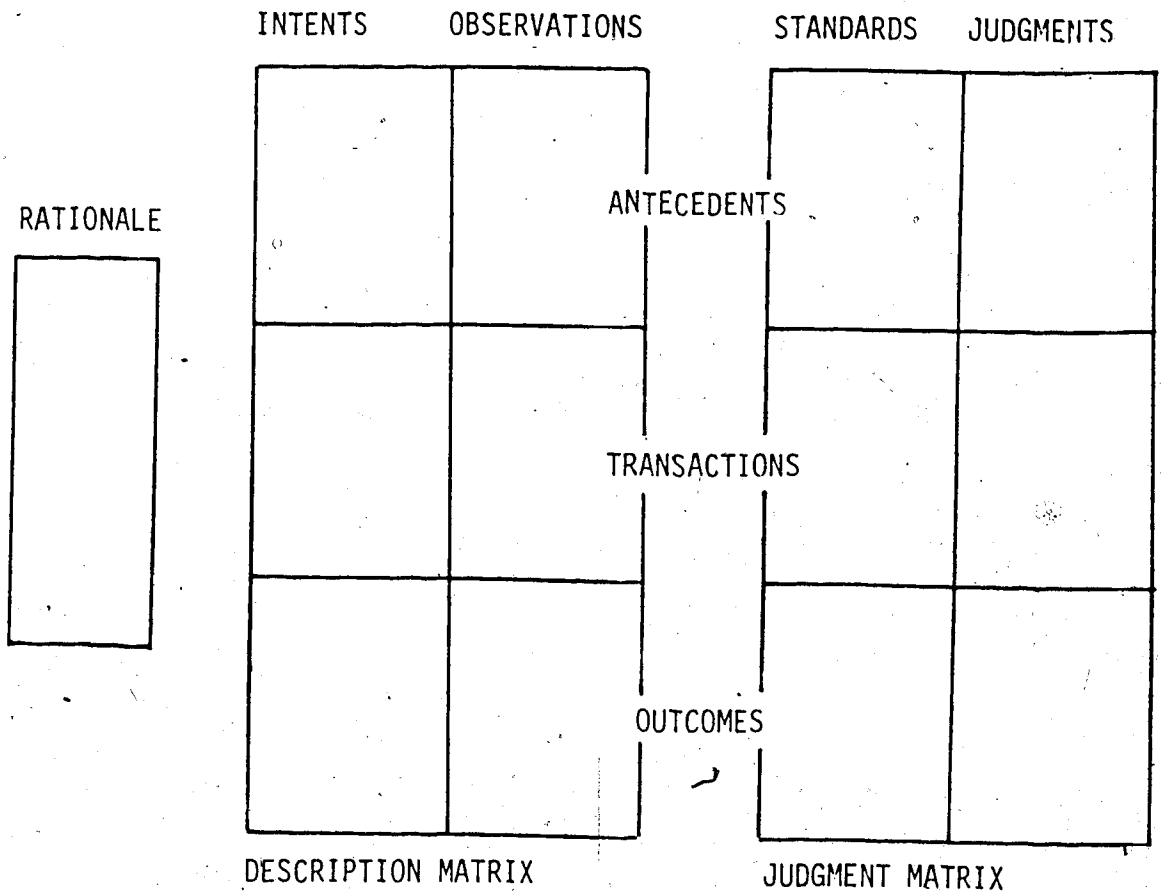 INTENTS OBSERVATIONS STANDARDS JUDGMENTS
RATIONALE
ANTECEDENTS
TRANSACTIONS
OUTCOMES
DESCRIPTION MATRIX JUDGMENT MATRIX